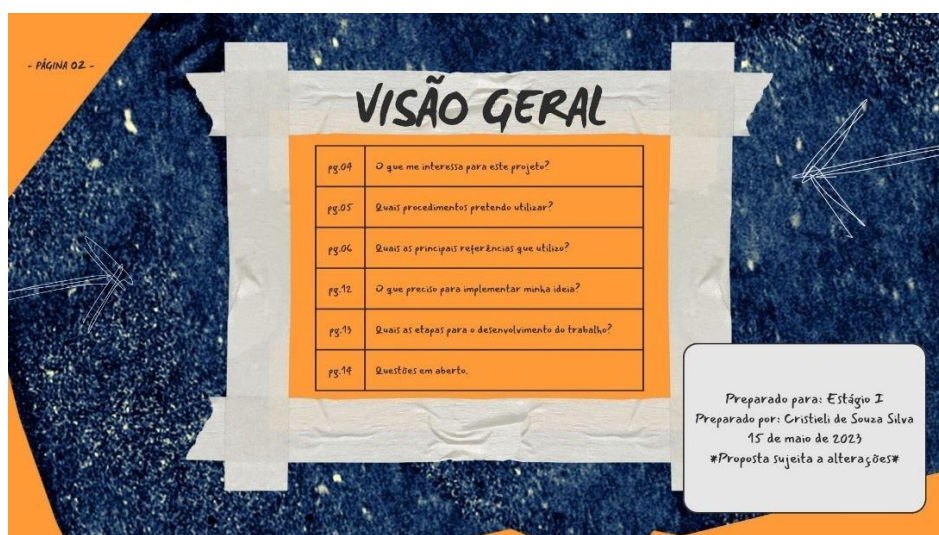 - PÁGINA 02 -
VISÃO GERAL
pg.04 O que me interessa para este projeto?
pg.05 Quais procedimentos pretendo utilizar?
pg.06 Quais as principais referências que utilizo?
pg.12 O que preciso para implementar minha ideia?
pg.13 Quais as etapas para o desenvolvimento do trabalho?
pg.14 Questões em aberto.
Preparado para: Estágio I
Preparado por: Cristieli de Souza Silva
15 de maio de 2023
*Proposta sujeita a alterações*